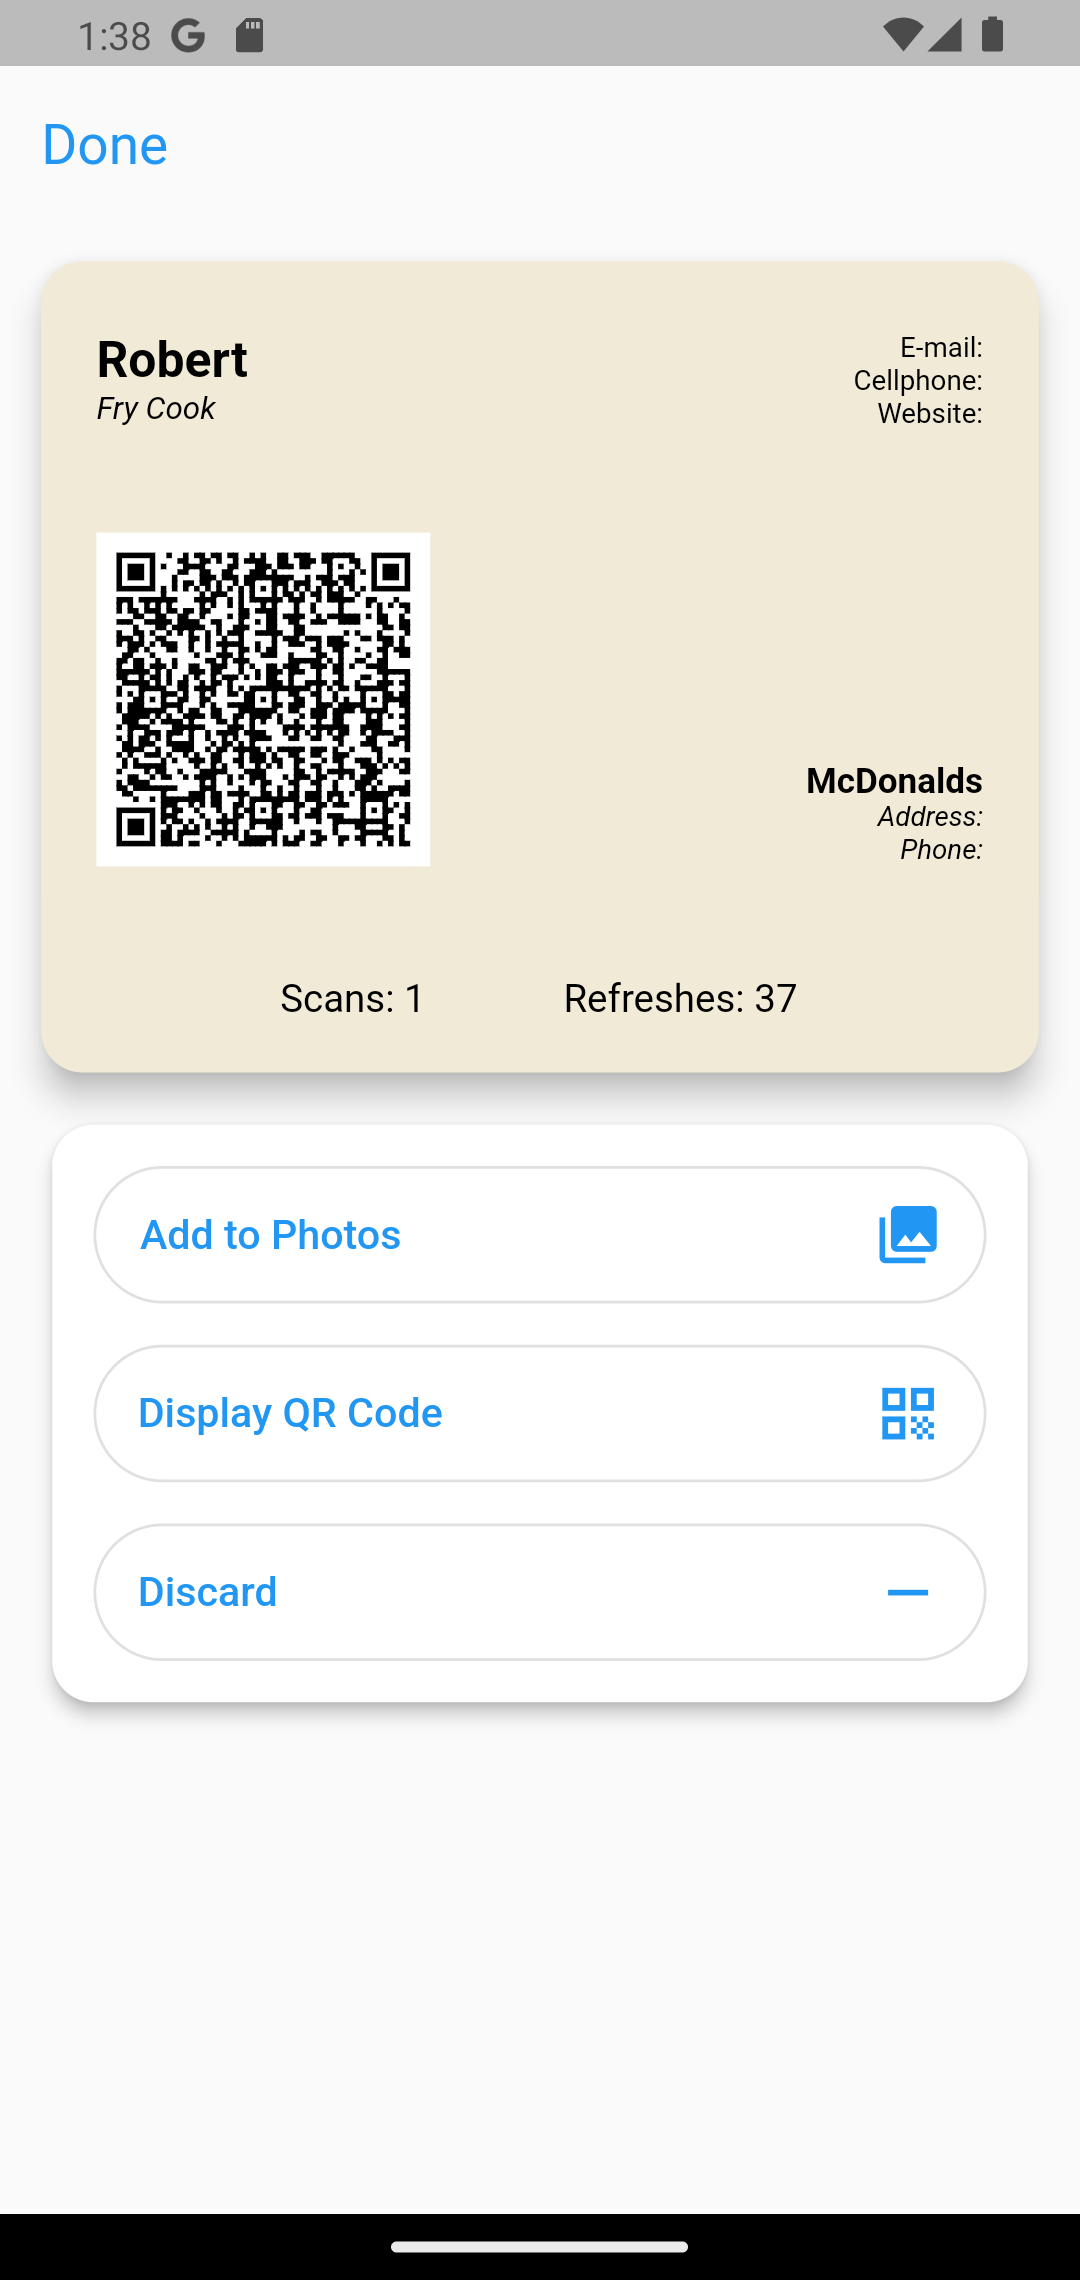 1:38
Done
Robert
Fry Cook
E-mail:
Cellphone:
Website:
McDonalds
Address:
Phone:
Scans: 1
Refreshes: 37
Add to Photos
Display QR Code
Discard